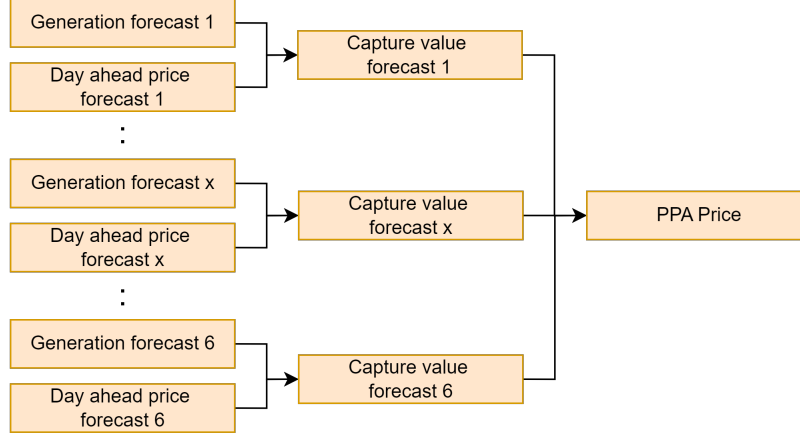 Generation forecast 1
Day ahead price
forecast 1
Capture value
forecast 1
:
Generation forecast x
Day ahead price
forecast x
Capture value
forecast x
PPA Price
:
Generation forecast 6
Day ahead price
forecast 6
Capture value
forecast 6